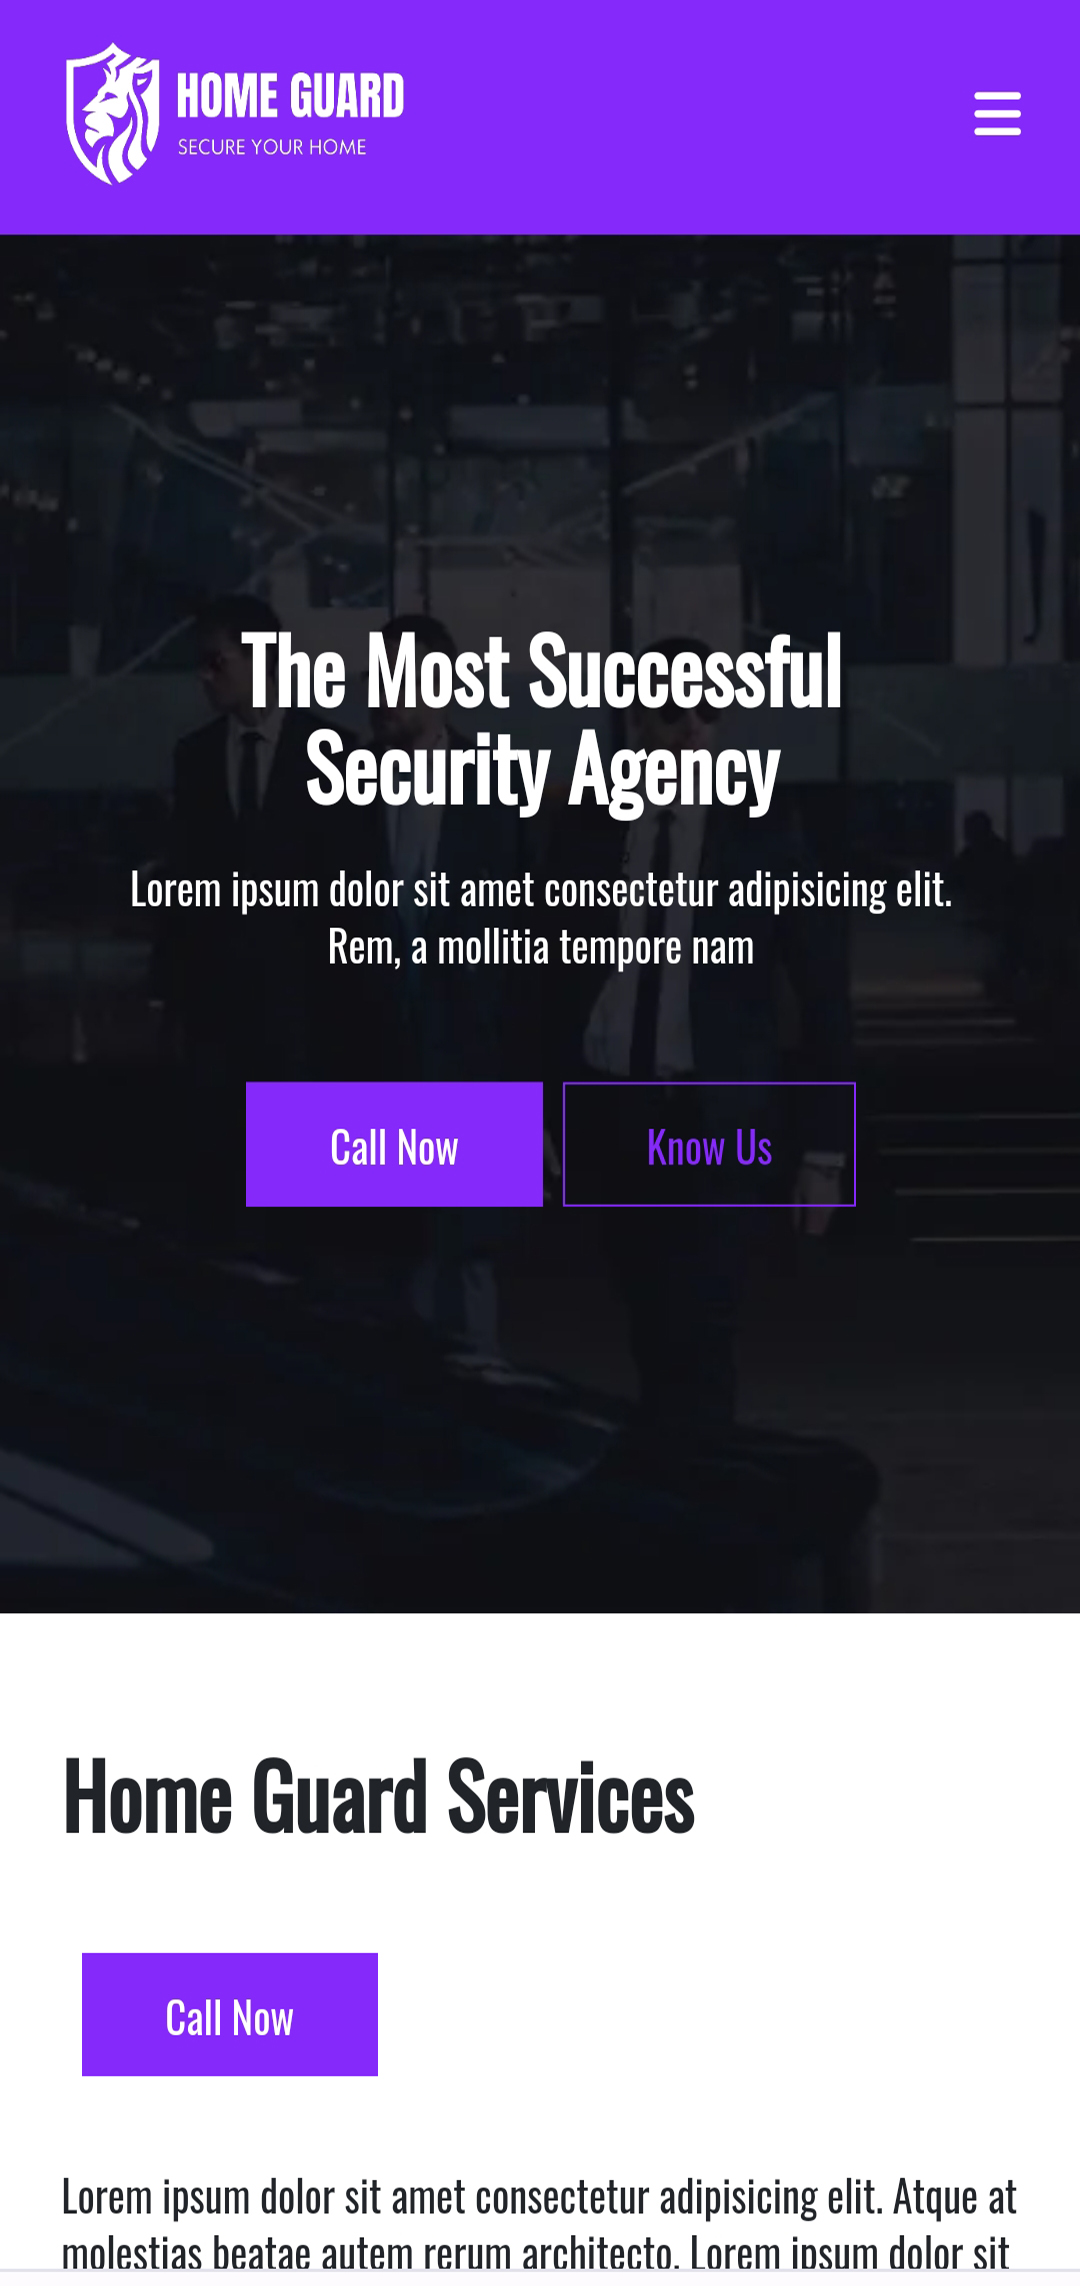 HOME GUARD
SECURE YOUR HOME
The Most Successful
Security Agency
Lorem ipsum dolor sit amet consectetur adipisicing elit.
Rem, a mollitia tempore nam
Call Now
Know Us
Home Guard Services
Call Now
Lorem ipsum dolor sit amet consectetur adipisicing elit. Atque at
molestias beatae autem rerum architecto. Lorem ipsum dolor sit